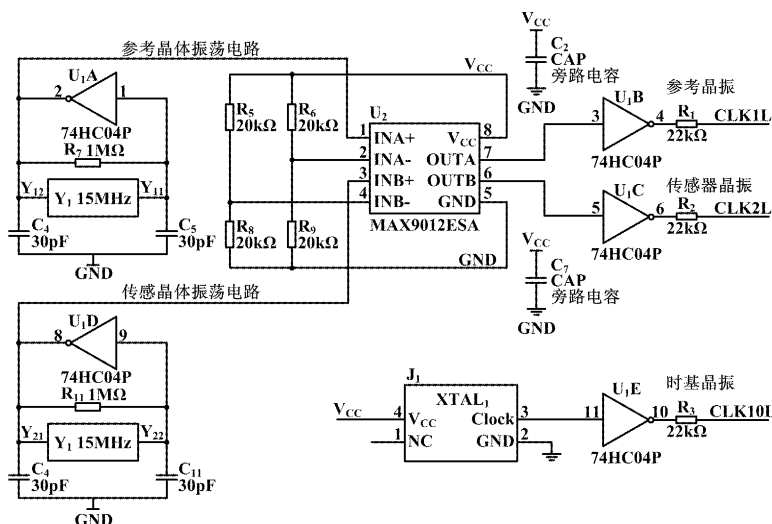 参考晶体振荡电路
U1A
2
1
74HC04P
R7 1MΩ
Y12
Y1 15MHz
Y11
C4
30pF
C5
30pF
GND
VCC
R5
20kΩ
R6
20kΩ
R8
20kΩ
R9
20kΩ
GND
U2
1 INA+
2 INA-
3 INB+
4 INB-
VCC 8
OUTA 7
OUTB 6
GND 5
MAX9012ESA
VCC
C2
CAP
旁路电容
GND
U1B
3
4
74HC04P
参考晶振
R1
22kΩ
CLK1L
U1C
5
6
74HC04P
传感器晶振
R2
22kΩ
CLK2L
VCC
C7
CAP
旁路电容
GND
传感晶体振荡电路
U1D
8
9
74HC04P
R11 1MΩ
Y21
Y1 15MHz
Y22
C4
30pF
C11
30pF
GND
J1
XTAL1
VCC
4 VCC
1 NC
Clock 3
GND 2
U1E
11
10
74HC04P
时基晶振
R3
22kΩ
CLK10L